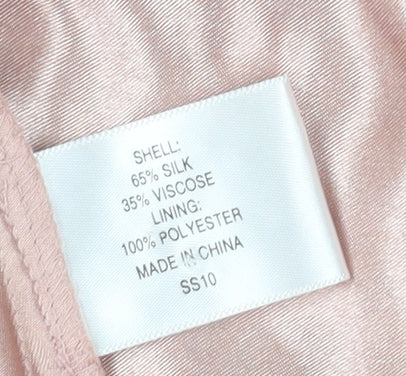 SHELL:
65% SILK
35% VISCOSE
LINING:
100% POLYESTER
MADE IN CHINA
SS10